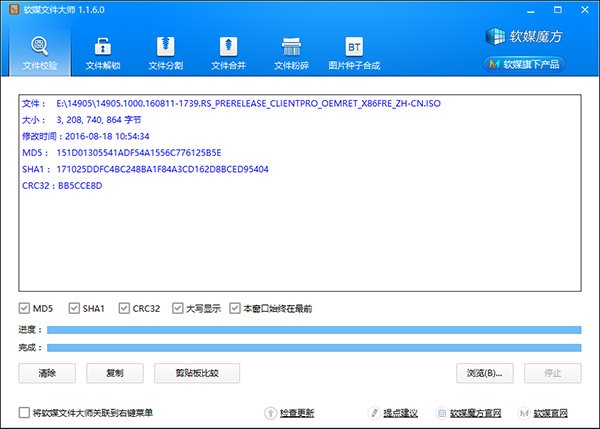 软媒文件大师 1.1.6.0
文件校验 文件解锁 文件分割 文件合并 文件粉碎 BT 图片种子合成
软媒魔方
软媒旗下产品
文件： E:\14905\14905.1000.160811-1739.RS_PRERELEASE_CLIENTPRO_OEMRET_X86FRE_ZH-CN.ISO
大小： 3, 208, 740, 864 字节
修改时间：2016-08-18 10:54:34
MD5： 151D01305541ADF54A1556C776125B5E
SHA1： 171025DDFC4BC248BA1F84A3CD162D8BCED95404
CRC32：BB5CCE8D
MD5 SHA1 CRC32 大写显示 本窗口始终在最前
进度：
完成：
清除 复制 剪贴板比较 浏览(B)... 停止
将软媒文件大师关联到右键菜单 检查更新 提点建议 软媒魔方官网 软媒官网